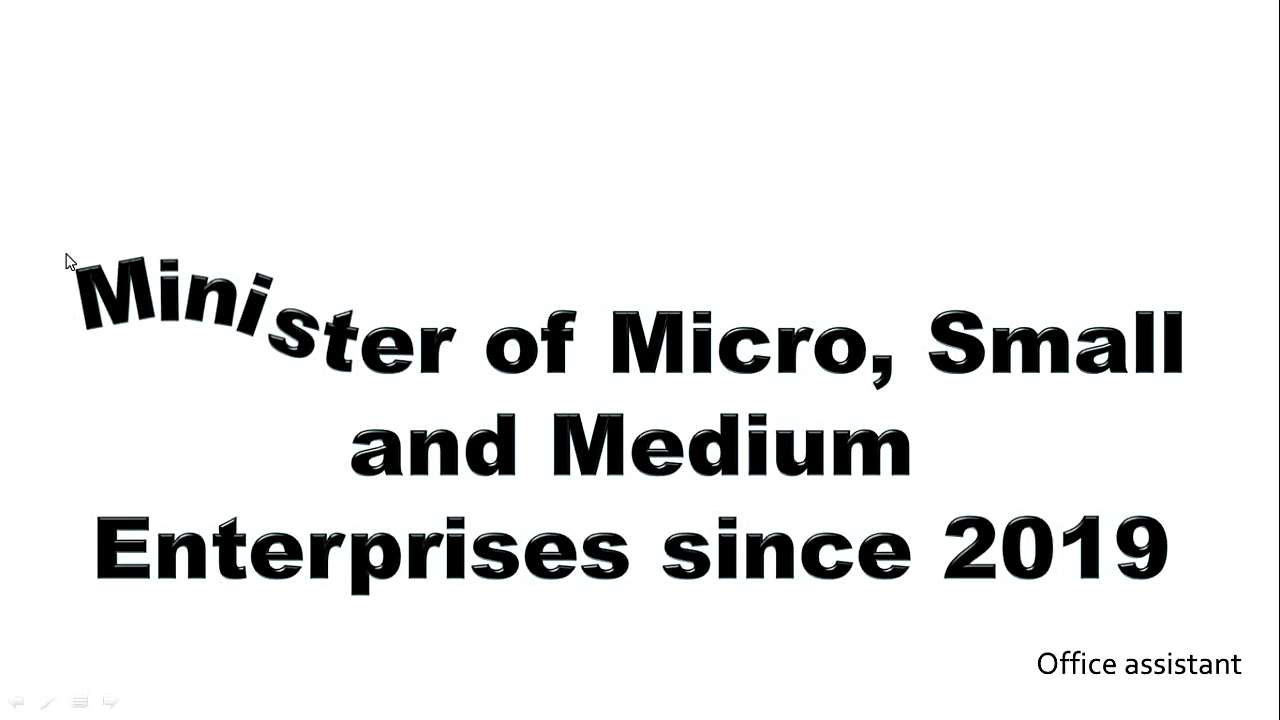 Minister of Micro, Small
and Medium
Enterprises since 2019
Office assistant